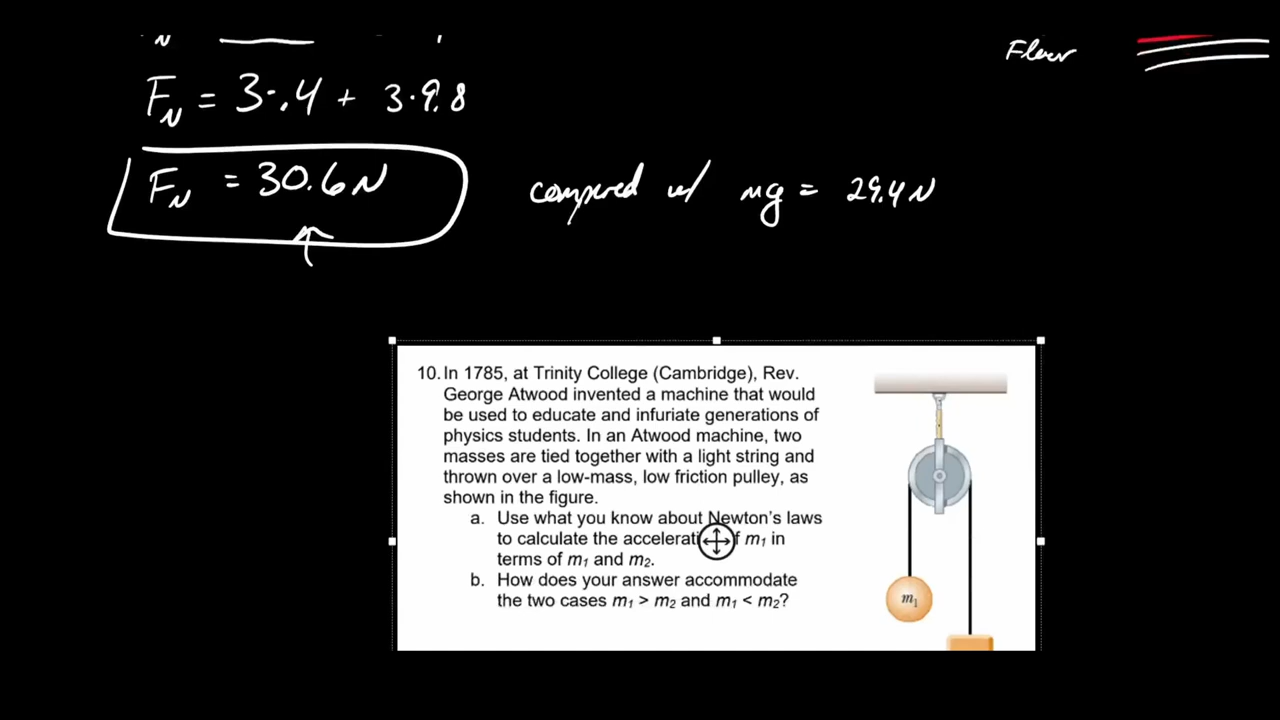 N
Floor
F_N = 3·.4 + 3·9.8
F_N = 30.6 N
compared w/ mg = 29.4 N
10. In 1785, at Trinity College (Cambridge), Rev.
George Atwood invented a machine that would
be used to educate and infuriate generations of
physics students. In an Atwood machine, two
masses are tied together with a light string and
thrown over a low-mass, low friction pulley, as
shown in the figure.
a. Use what you know about Newton's laws
to calculate the accelerati f m₁ in
terms of m₁ and m₂.
b. How does your answer accommodate
the two cases m₁ > m₂ and m₁ < m₂?
m₁